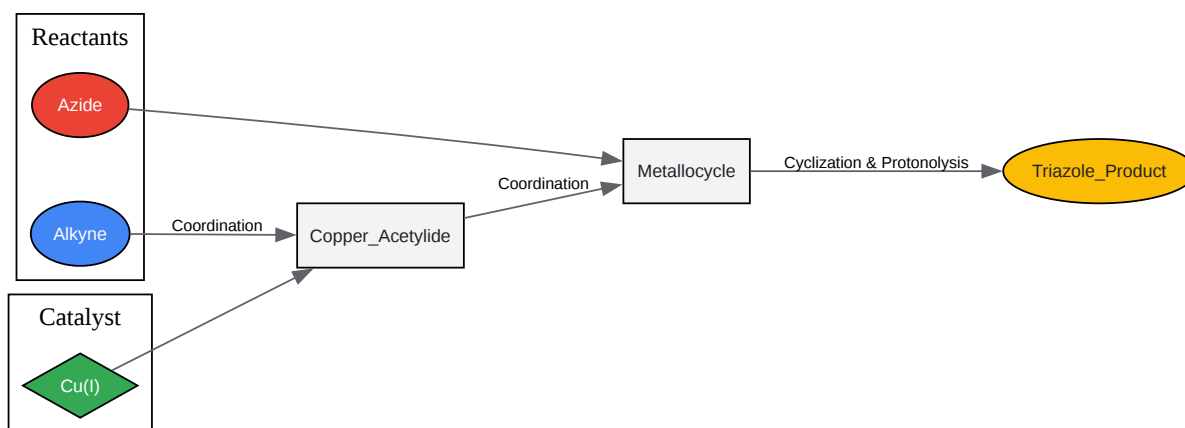 Reactants
Azide
Alkyne
Coordination
Copper_Acetylide
Coordination
Metallocycle
Cyclization & Protonolysis
Triazole_Product
Catalyst
Cu(I)